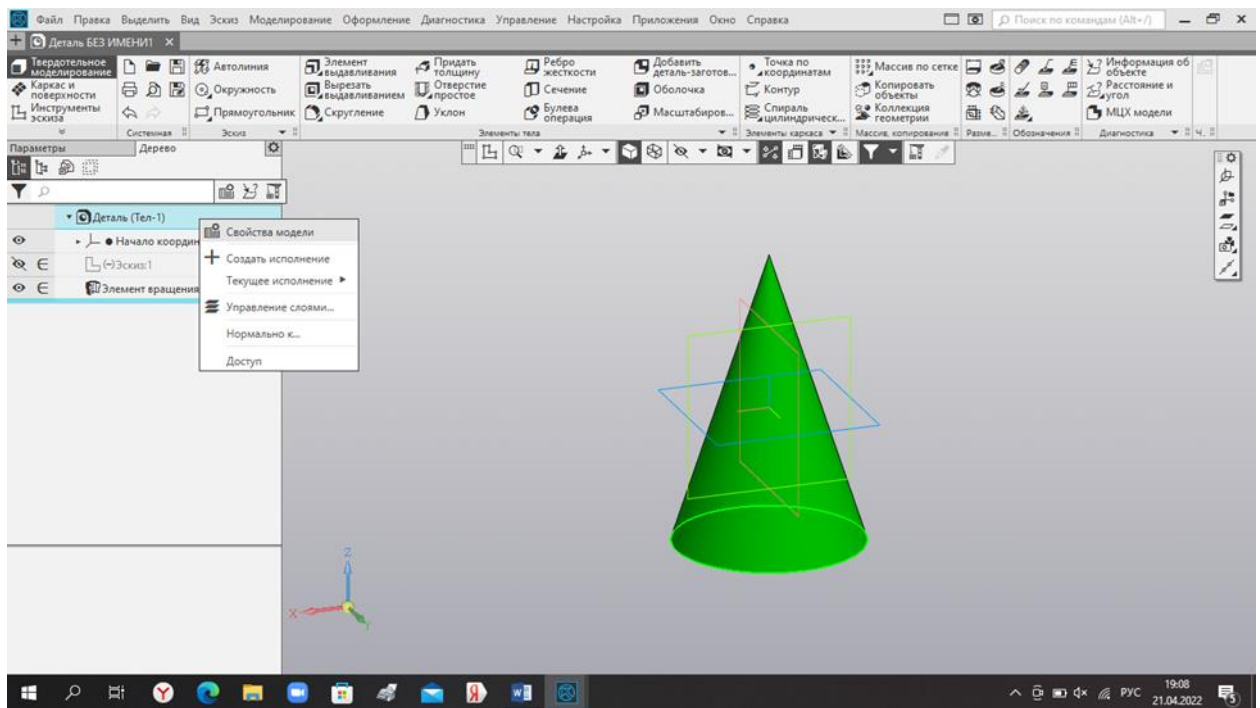 Файл Правка Выделить Вид Эскиз Моделирование Оформление Диагностика Управление Настройка Приложения Окно Справка
Поиск по командам (Alt+/)
Деталь БЕЗ ИМЕНИ1
Твердотельное моделирование
Каркас и поверхности
Инструменты эскиза
Системная
Автолиния
Окружность
Прямоугольник
Эскиз
Элемент выдавливания
Вырезать выдавливанием
Скругление
Придать толщину
Отверстие простое
Уклон
Ребро жесткости
Сечение
Булева операция
Добавить деталь-заготов...
Оболочка
Масштабиров...
Элементы тела
Точка по координатам
Контур
Спираль цилиндрическ...
Элементы каркаса
Массив по сетке
Копировать объекты
Коллекция геометрии
Массив, копирование
Разме...
Обозначения
Информация об объекте
Расстояние и угол
МЦХ модели
Диагностика
Ч...
Параметры
Дерево
Деталь (Тел-1)
Начало координ
(-)Эскиз:1
Элемент вращения
Свойства модели
Создать исполнение
Текущее исполнение
Управление слоями...
Нормально к...
Доступ
Z
X
Y
РУС
19:08
21.04.2022
5